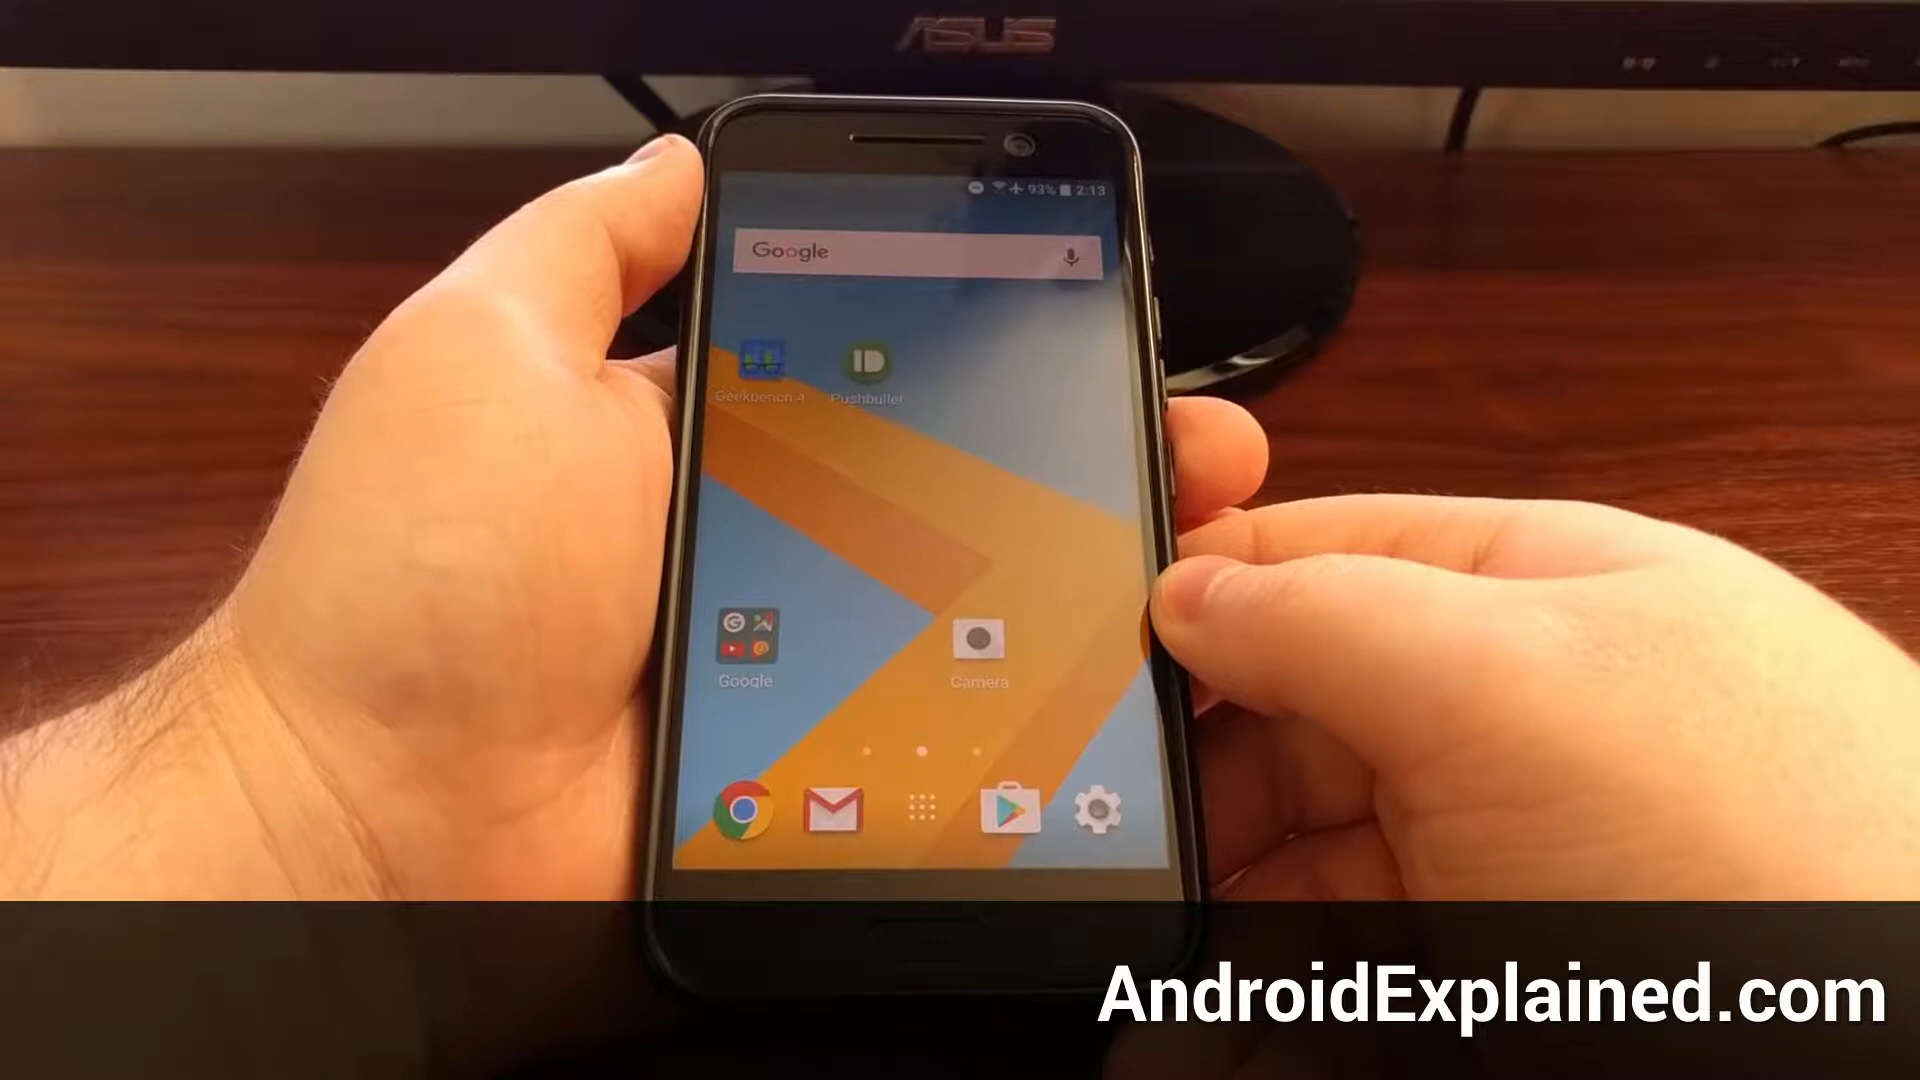 ASUS
93% 2:13
Google
Geekbench 4 Pushbullet
Google Camera
AndroidExplained.com